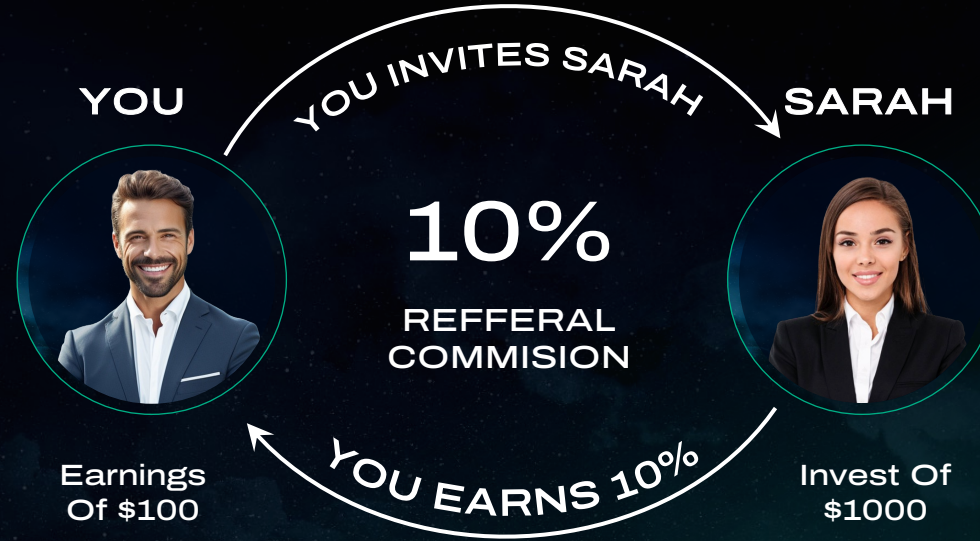 YOU INVITES SARAH
YOU
SARAH
10%
REFFERAL
COMMISION
YOU EARNS 10%
Earnings
Of $100
Invest Of
$1000